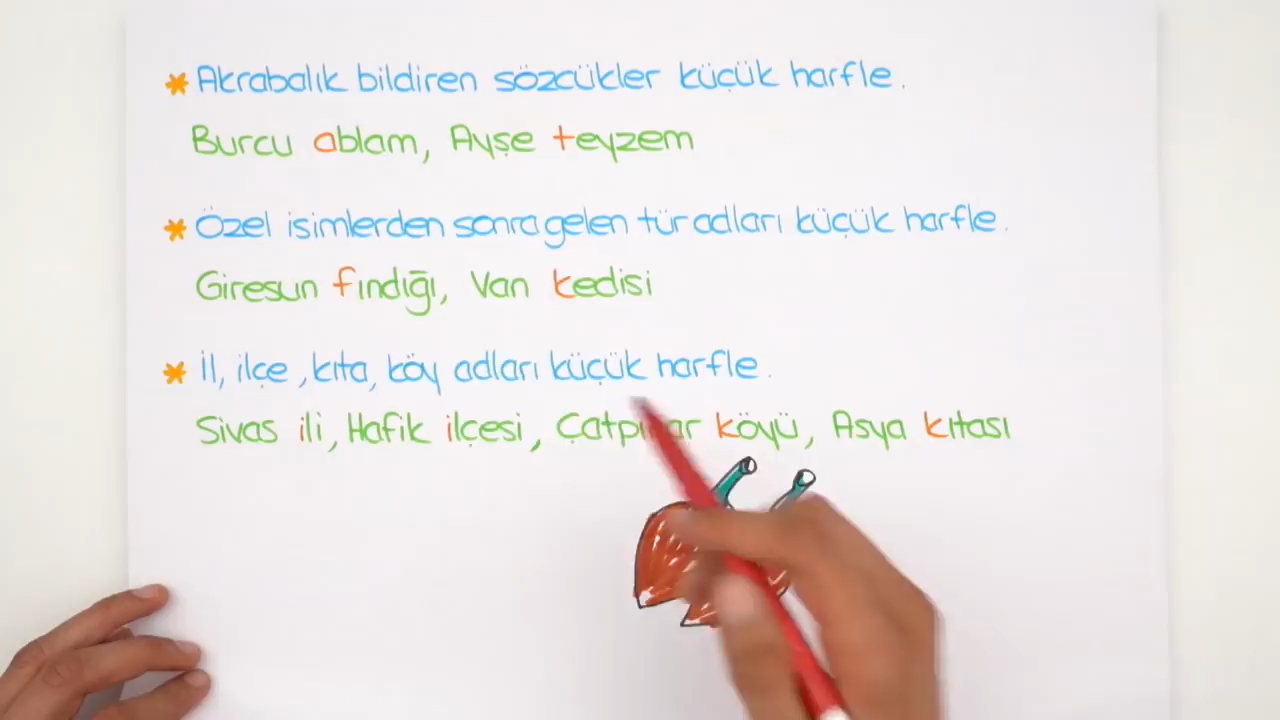 * Akrabalık bildiren sözcükler küçük harfle.
Burcu ablam, Ayşe teyzem
* Özel isimlerden sonra gelen tür adları küçük harfle.
Giresun fındığı, Van kedisi
* İl, ilçe, kıta, köy adları küçük harfle.
Sivas ili, Hafik ilçesi, köyü, Asya kıtası